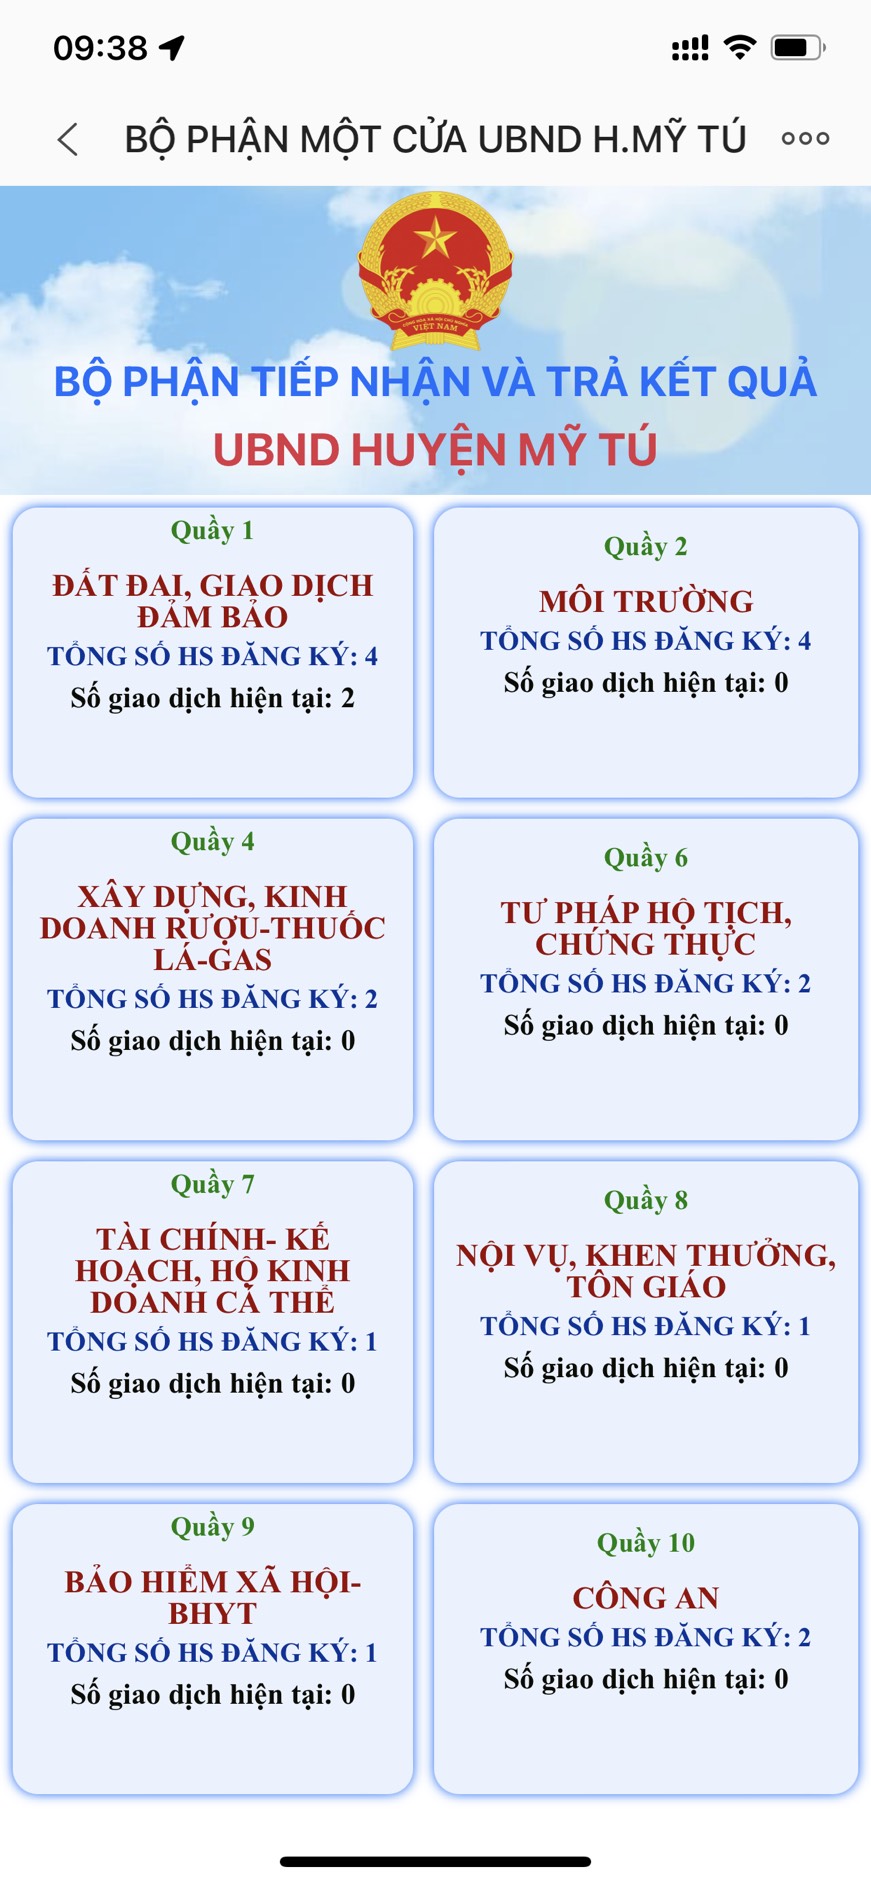 09:38
BỘ PHẬN MỘT CỬA UBND H.MỸ TÚ
CỘNG HÒA XÃ HỘI CHỦ NGHĨA
VIỆT NAM
BỘ PHẬN TIẾP NHẬN VÀ TRẢ KẾT QUẢ
UBND HUYỆN MỸ TÚ
Quầy 1
ĐẤT ĐAI, GIAO DỊCH
ĐẢM BẢO
TỔNG SỐ HS ĐĂNG KÝ: 4
Số giao dịch hiện tại: 2
Quầy 2
MÔI TRƯỜNG
TỔNG SỐ HS ĐĂNG KÝ: 4
Số giao dịch hiện tại: 0
Quầy 4
XÂY DỰNG, KINH
DOANH RƯỢU-THUỐC
LÁ-GAS
TỔNG SỐ HS ĐĂNG KÝ: 2
Số giao dịch hiện tại: 0
Quầy 6
TƯ PHÁP HỘ TỊCH,
CHỨNG THỰC
TỔNG SỐ HS ĐĂNG KÝ: 2
Số giao dịch hiện tại: 0
Quầy 7
TÀI CHÍNH- KẾ
HOẠCH, HỘ KINH
DOANH CÁ THỂ
TỔNG SỐ HS ĐĂNG KÝ: 1
Số giao dịch hiện tại: 0
Quầy 8
NỘI VỤ, KHEN THƯỞNG,
TÔN GIÁO
TỔNG SỐ HS ĐĂNG KÝ: 1
Số giao dịch hiện tại: 0
Quầy 9
BẢO HIỂM XÃ HỘI-
BHYT
TỔNG SỐ HS ĐĂNG KÝ: 1
Số giao dịch hiện tại: 0
Quầy 10
CÔNG AN
TỔNG SỐ HS ĐĂNG KÝ: 2
Số giao dịch hiện tại: 0